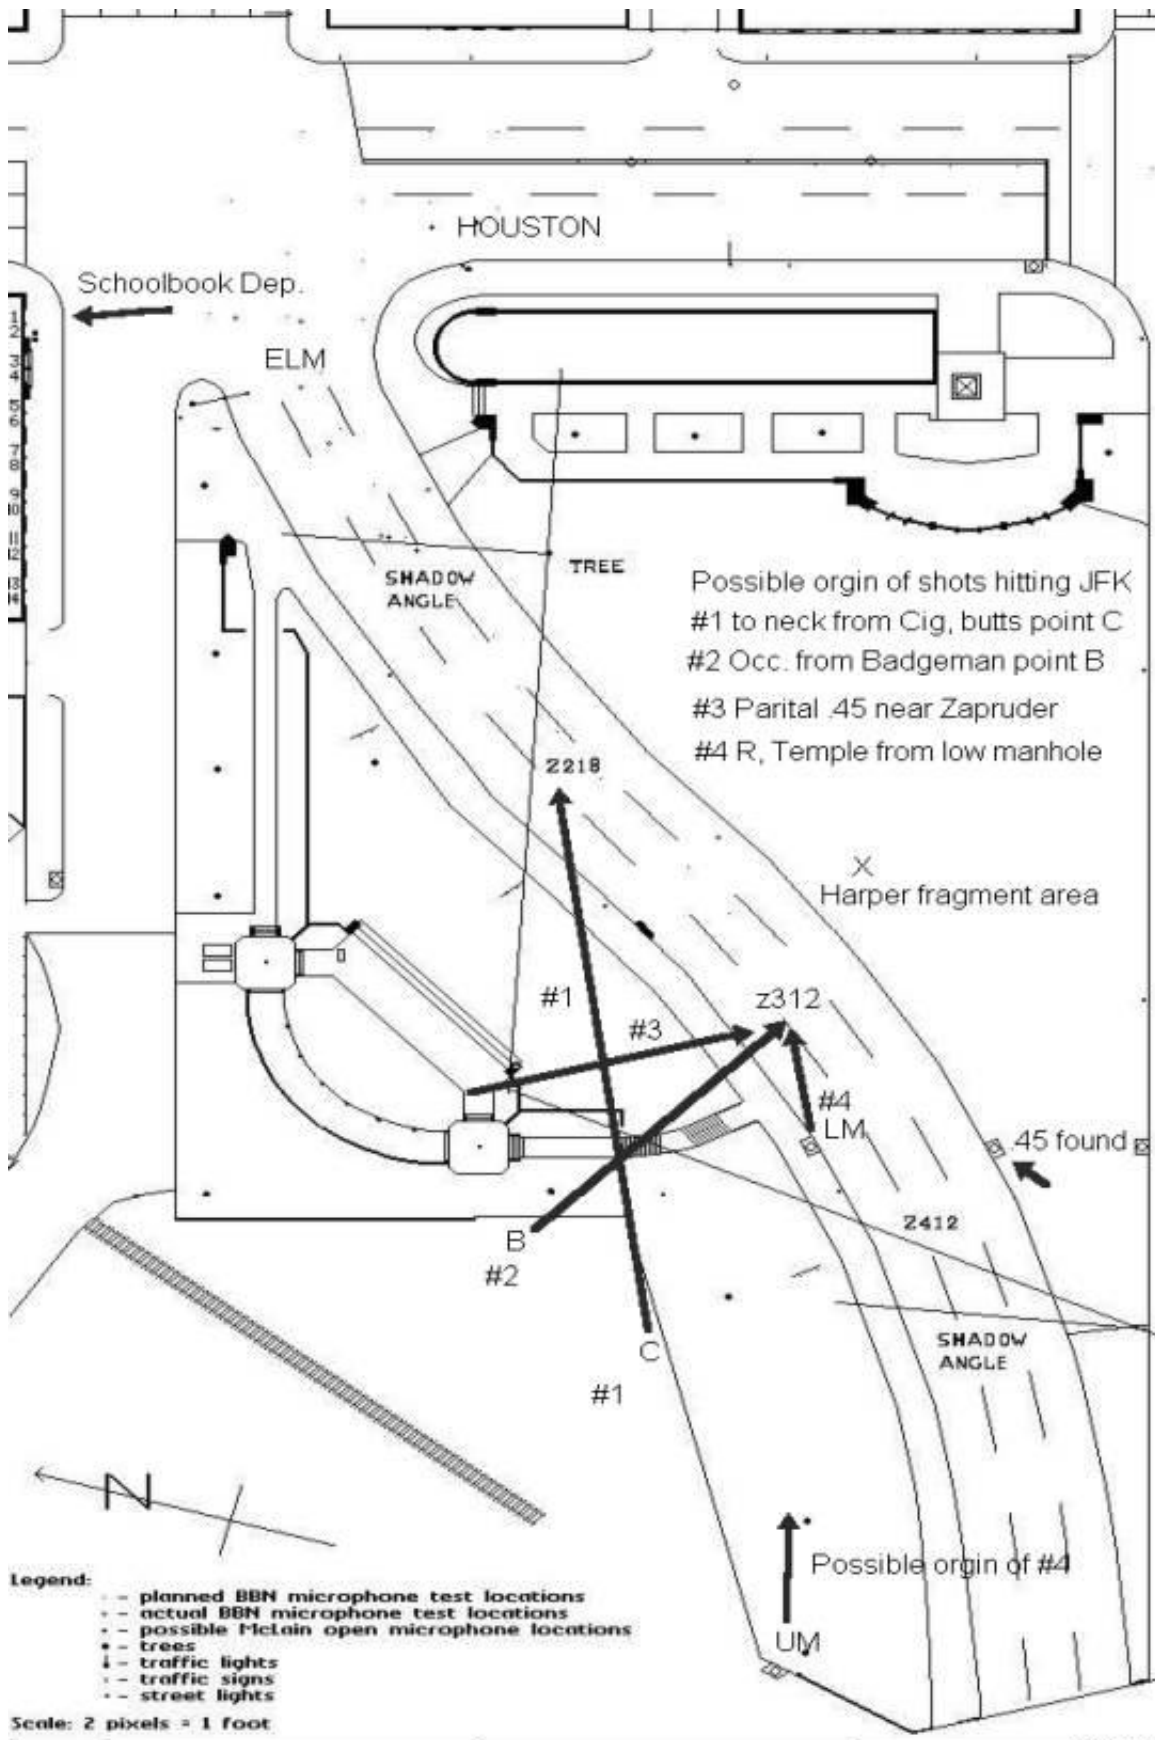 HOUSTON
Schoolbook Dep.
1
2
3
4
5
6
7
8
9
10
11
12
13
14
ELM
TREE
SHADOW
ANGLE
Possible orgin of shots hitting JFK
#1 to neck from Cig, butts point C
#2 Occ. from Badgeman point B
#3 Parital .45 near Zapruder
#4 R, Temple from low manhole
Z218
X
Harper fragment area
#1
z312
#3
#4
LM
.45 found
Z412
B
#2
SHADOW
ANGLE
C
#1
N
Possible orgin of #4
UM
Legend:
- planned BBN microphone test locations
- actual BBN microphone test locations
- possible McLain open microphone locations
- trees
- traffic lights
- traffic signs
- street lights
Scale: 2 pixels = 1 foot